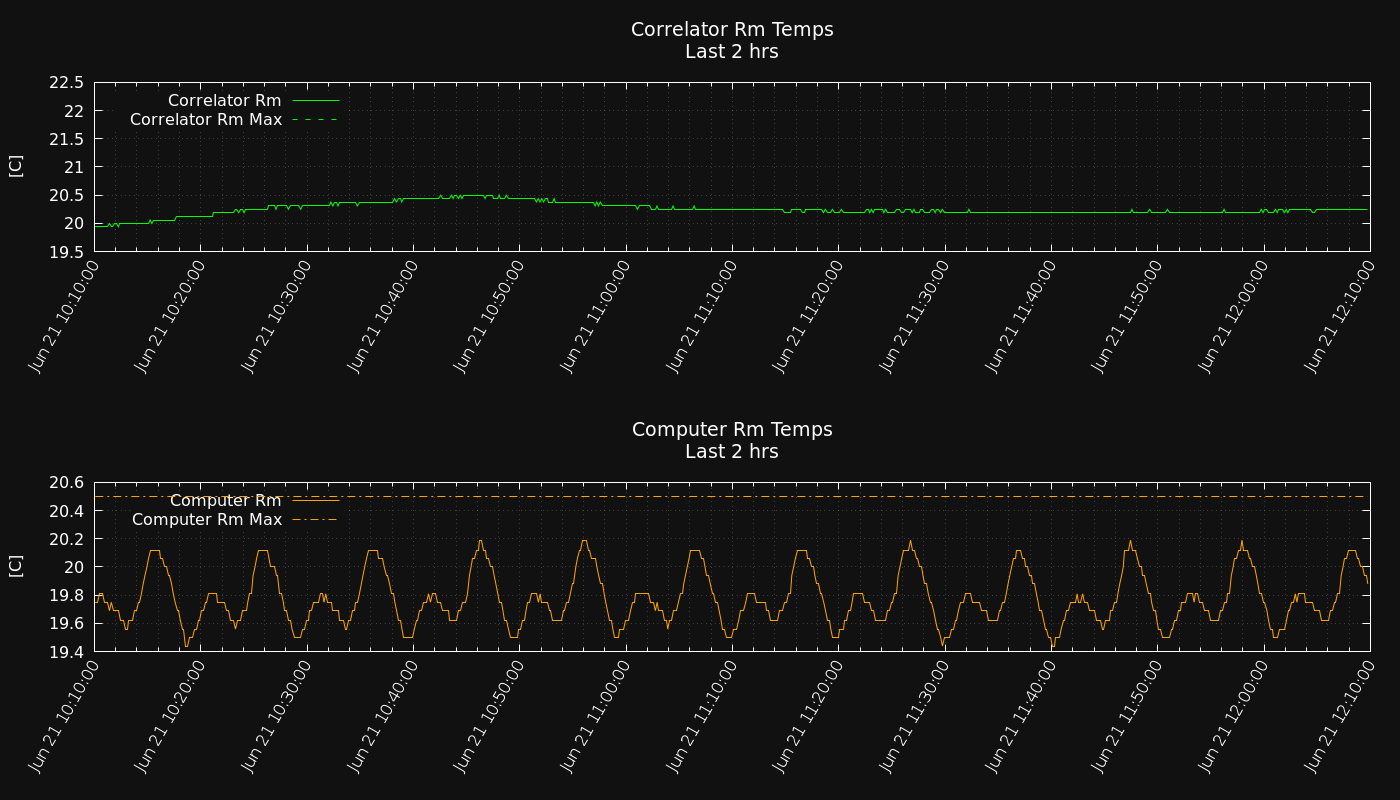 Correlator Rm Temps
Last 2 hrs
22.5
22
21.5
21
20.5
20
19.5
[C]
Correlator Rm
Correlator Rm Max
Jun 21 10:10:00
Jun 21 10:20:00
Jun 21 10:30:00
Jun 21 10:40:00
Jun 21 10:50:00
Jun 21 11:00:00
Jun 21 11:10:00
Jun 21 11:20:00
Jun 21 11:30:00
Jun 21 11:40:00
Jun 21 11:50:00
Jun 21 12:00:00
Jun 21 12:10:00
Computer Rm Temps
Last 2 hrs
20.6
20.4
20.2
20
19.8
19.6
19.4
[C]
Computer Rm
Computer Rm Max
Jun 21 10:10:00
Jun 21 10:20:00
Jun 21 10:30:00
Jun 21 10:40:00
Jun 21 10:50:00
Jun 21 11:00:00
Jun 21 11:10:00
Jun 21 11:20:00
Jun 21 11:30:00
Jun 21 11:40:00
Jun 21 11:50:00
Jun 21 12:00:00
Jun 21 12:10:00